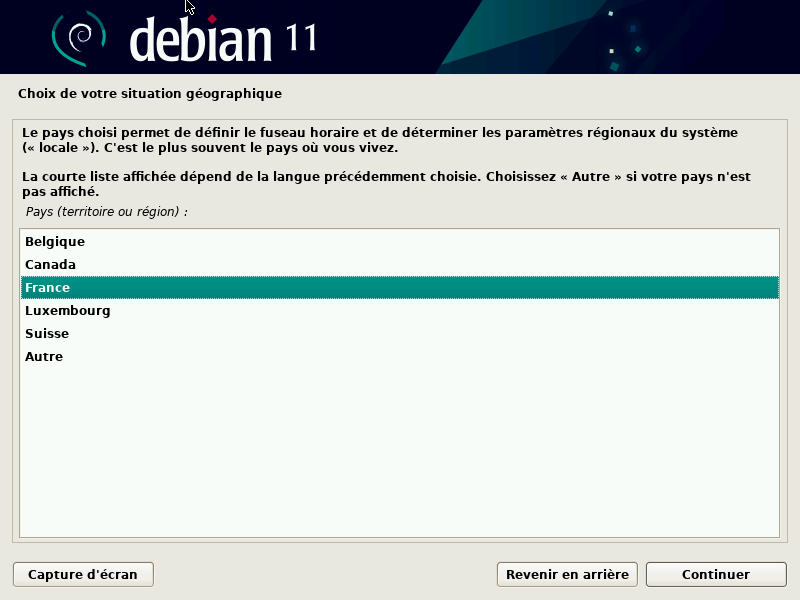 debian 11
Choix de votre situation géographique
Le pays choisi permet de définir le fuseau horaire et de déterminer les paramètres régionaux du système
(« locale »). C'est le plus souvent le pays où vous vivez.
La courte liste affichée dépend de la langue précédemment choisie. Choisissez « Autre » si votre pays n'est
pas affiché.
Pays (territoire ou région) :
Belgique
Canada
France
Luxembourg
Suisse
Autre
Capture d'écran
Revenir en arrière
Continuer